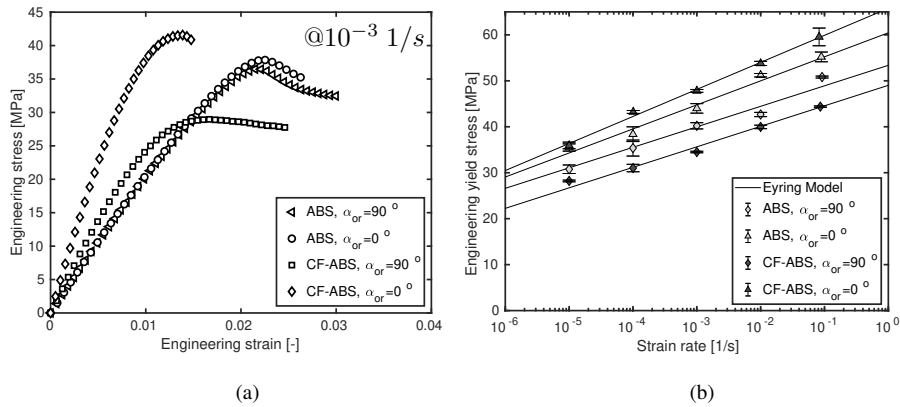 @10⁻³ 1/s
Engineering stress [MPa]
45
40
35
30
25
20
15
10
5
0
ABS, α_or=90 °
ABS, α_or=0 °
CF-ABS, α_or=90 °
CF-ABS, α_or=0 °
0 0.01 0.02 0.03 0.04
Engineering strain [-]
(a)
Engineering yield stress [MPa]
60
50
40
30
20
10
0
Eyring Model
ABS, α_or=90 °
ABS, α_or=0 °
CF-ABS, α_or=90 °
CF-ABS, α_or=0 °
10⁻⁶ 10⁻⁵ 10⁻⁴ 10⁻³ 10⁻² 10⁻¹ 10⁰
Strain rate [1/s]
(b)